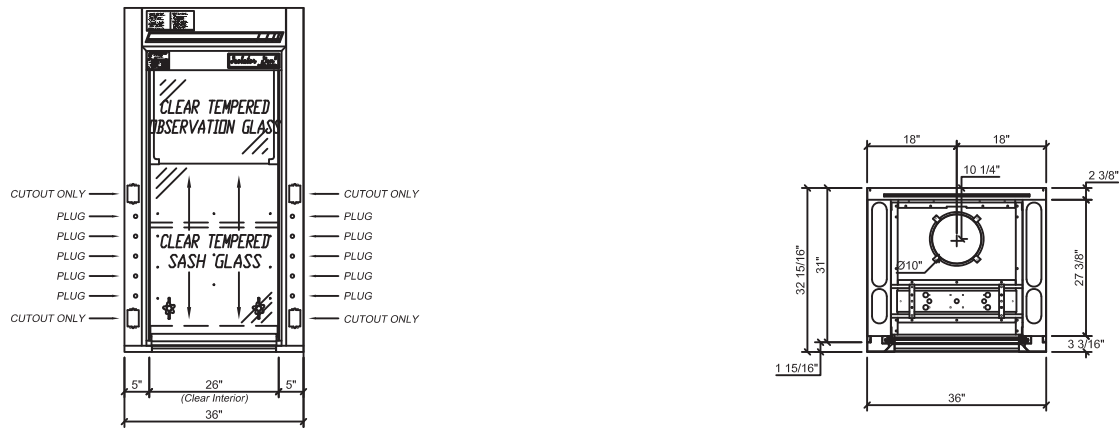 CLEAR TEMPERED
OBSERVATION GLASS
CUTOUT ONLY
CUTOUT ONLY
PLUG
PLUG
PLUG
PLUG
CLEAR TEMPERED
SASH GLASS
PLUG
PLUG
PLUG
PLUG
PLUG
PLUG
CUTOUT ONLY
CUTOUT ONLY
5"
26"
5"
(Clear Interior)
36"
18"
18"
10 1/4"
2 3/8"
32 15/16"
31"
Ø10"
27 3/8"
3 3/16"
1 15/16"
36"